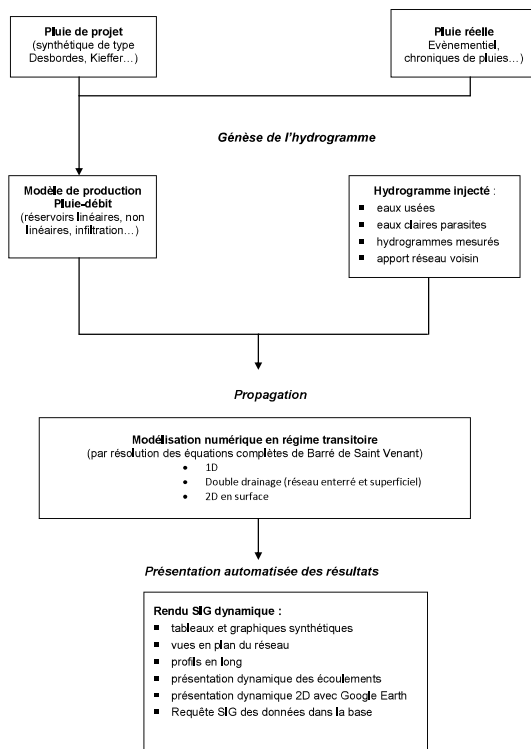 Pluie de projet
(synthétique de type
Desbordes, Kieffer…)
Pluie réelle
Evènementiel,
chroniques de pluies…)
Génèse de l'hydrogramme
Modèle de production
Pluie-débit
(réservoirs linéaires, non
linéaires, infiltration…)
Hydrogramme injecté :
▪ eaux usées
▪ eaux claires parasites
▪ hydrogrammes mesurés
▪ apport réseau voisin
Propagation
Modélisation numérique en régime transitoire
(par résolution des équations complètes de Barré de Saint Venant)
• 1D
• Double drainage (réseau enterré et superficiel)
• 2D en surface
Présentation automatisée des résultats
Rendu SIG dynamique :
▪ tableaux et graphiques synthétiques
▪ vues en plan du réseau
▪ profils en long
▪ présentation dynamique des écoulements
▪ présentation dynamique 2D avec Google Earth
▪ Requête SIG des données dans la base